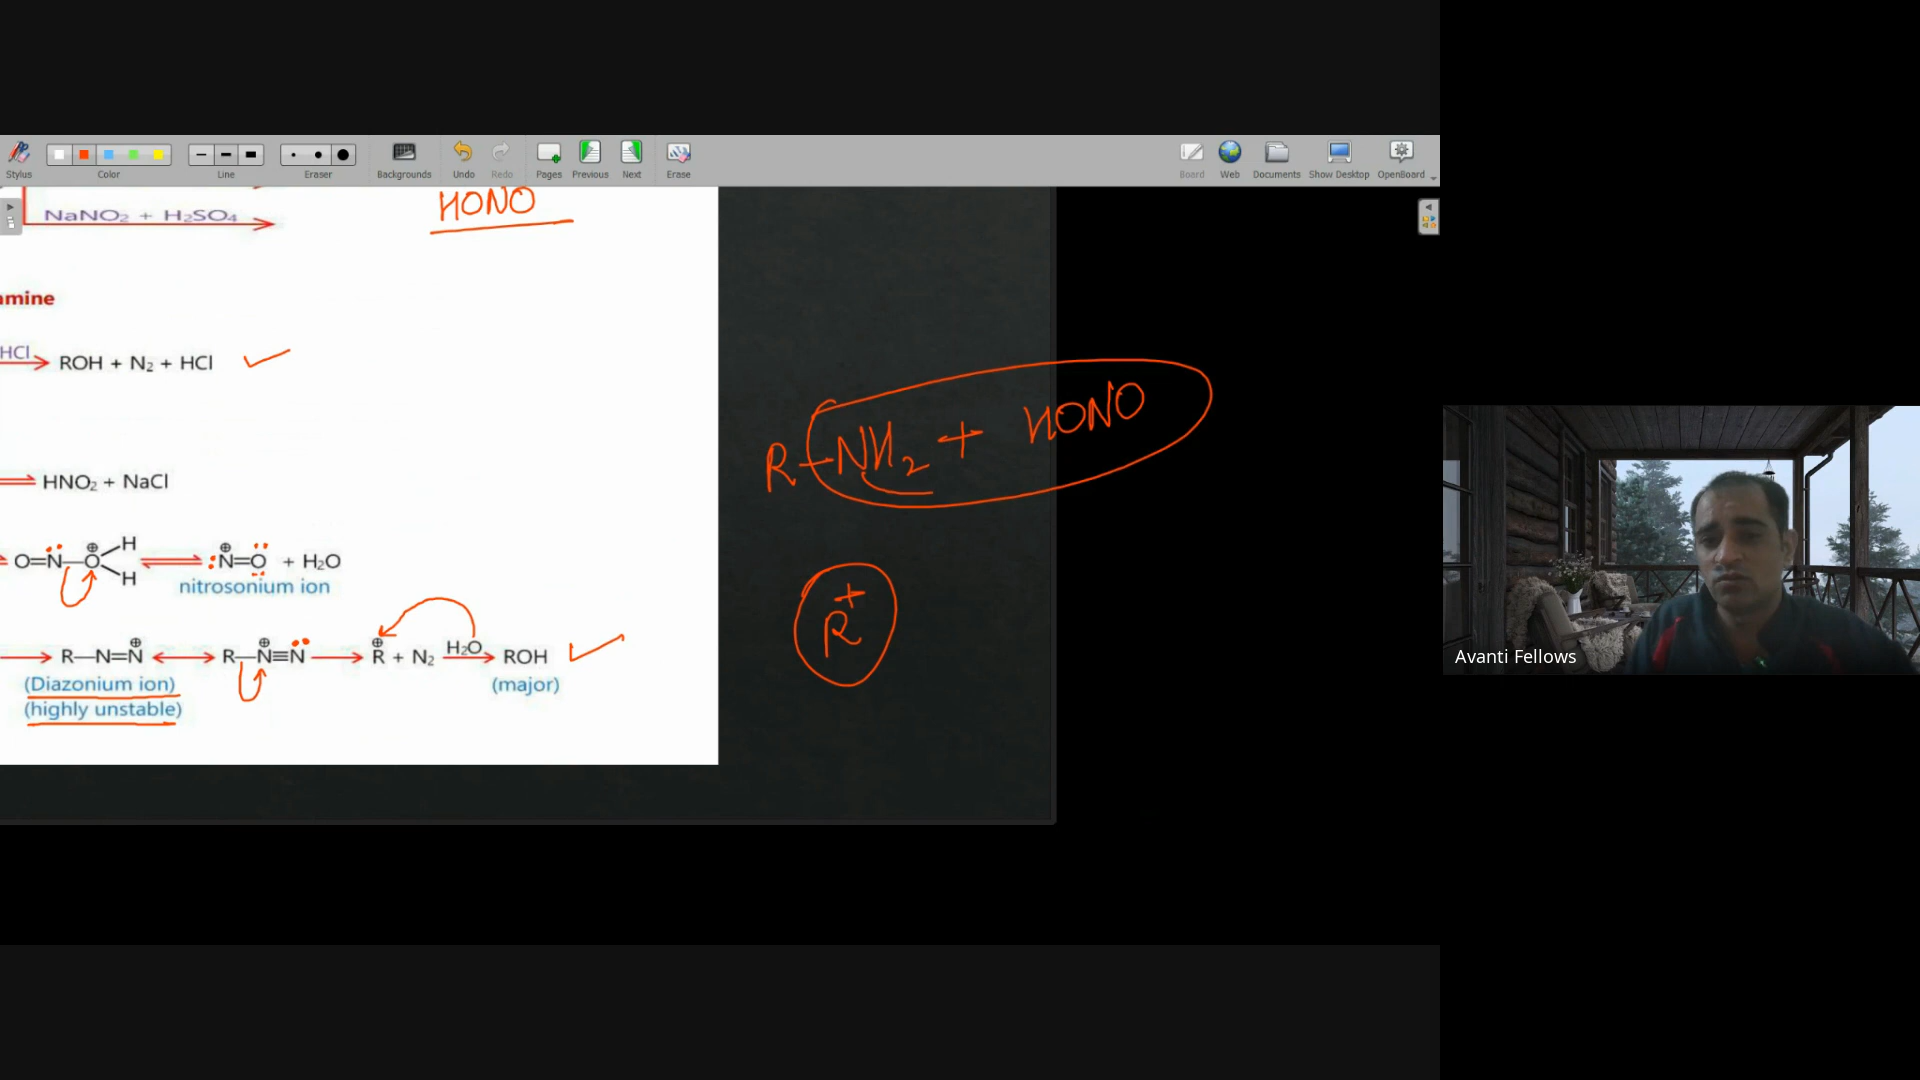 Stylus Color Line Eraser Backgrounds Undo Redo Pages Previous Next Erase Board Web Documents Show Desktop OpenBoard
HONO
NaNO₂ + H₂SO₄
amine
HCl
ROH + N₂ + HCl
R-NH₂ + HONO
HNO₂ + NaCl
O=N̈—O⊕ H H ⇌ :N⊕=O + H₂O
nitrosonium ion
R⁺
R—N=N⊕ ↔ R—N⊕≡N → R⊕ + N₂ H₂O → ROH
(Diazonium ion) (major)
(highly unstable)
Avanti Fellows